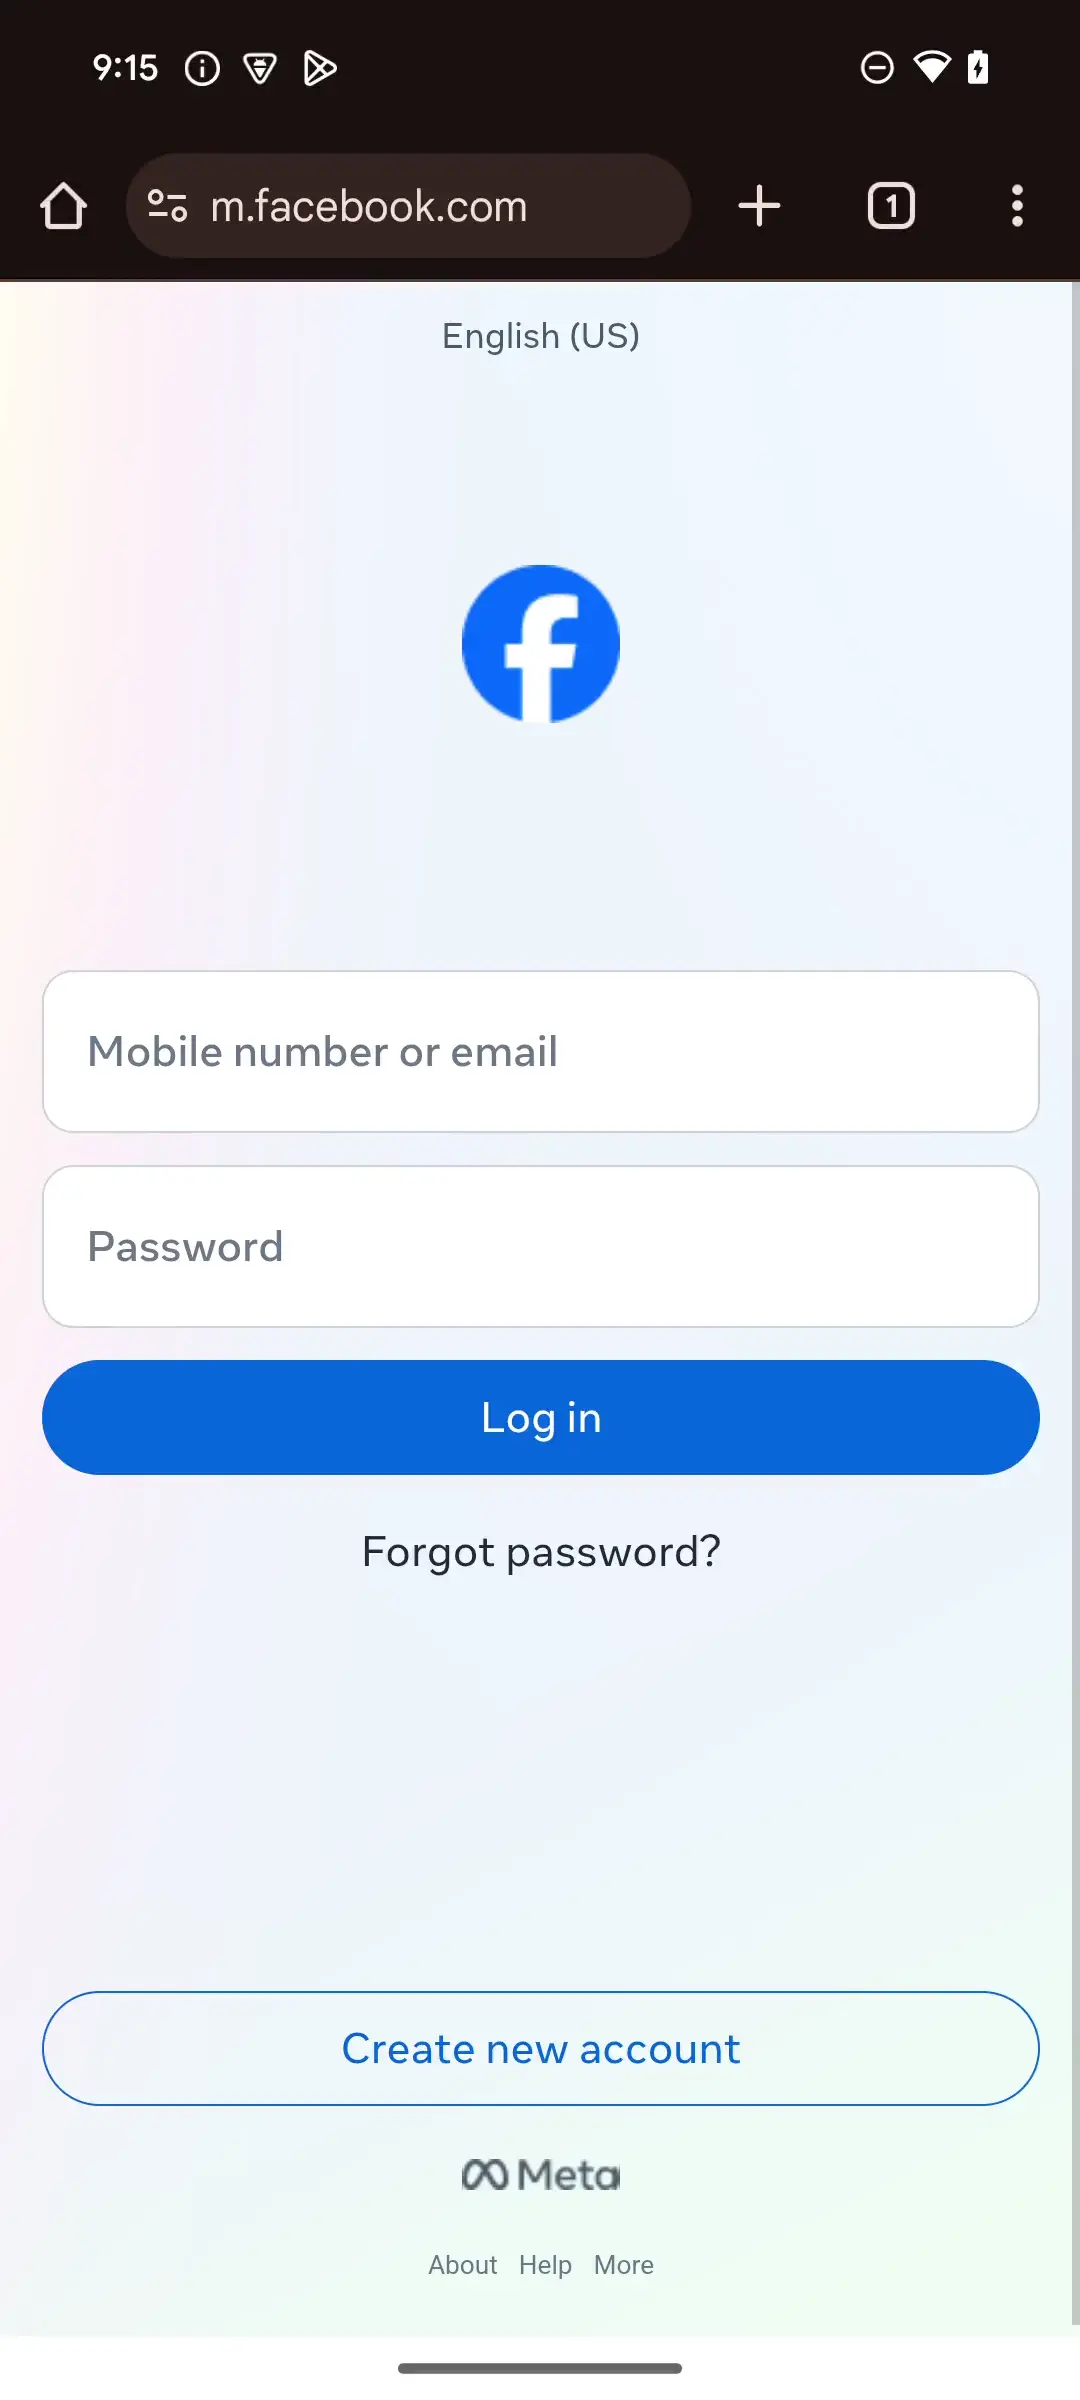 9:15
m.facebook.com
1
English (US)
Mobile number or email
Password
Log in
Forgot password?
Create new account
Meta
About Help More